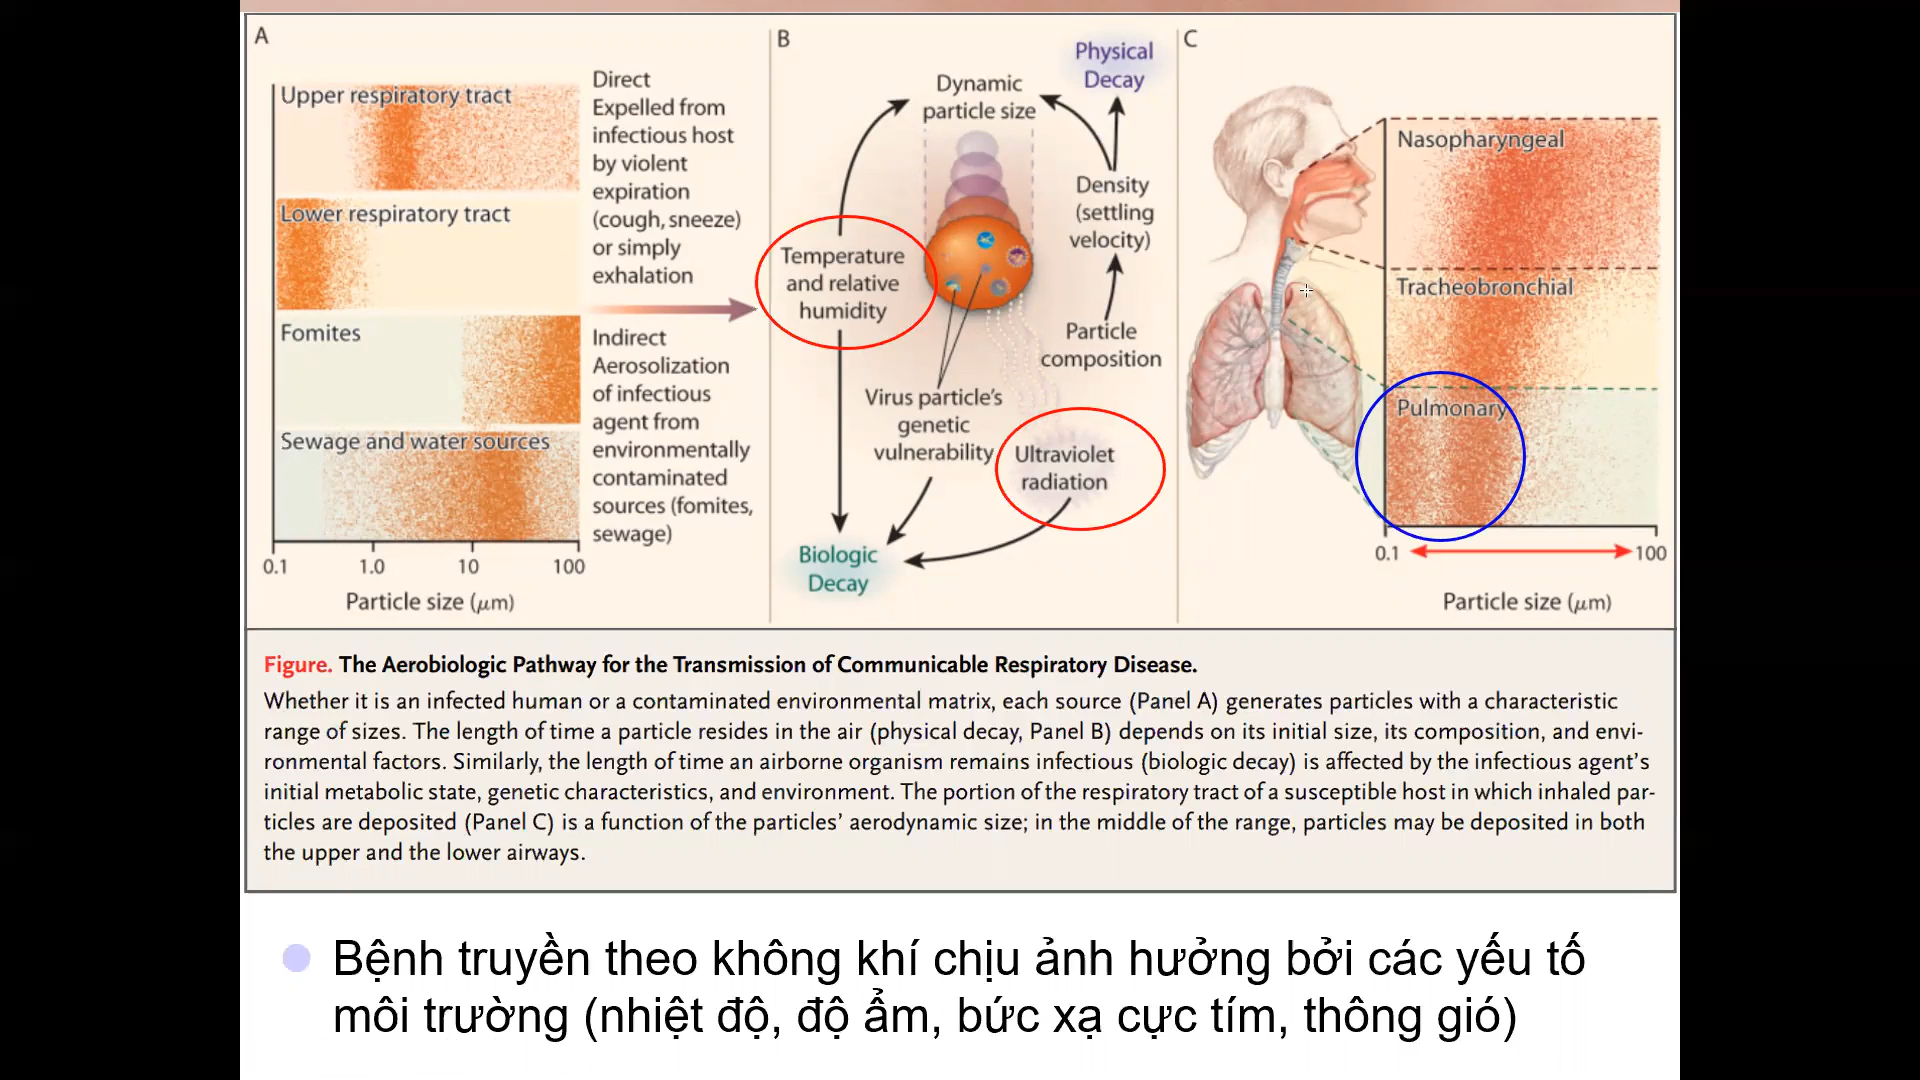 A
Upper respiratory tract
Lower respiratory tract
Fomites
Sewage and water sources
0.1
1.0
10
100
Particle size (μm)
Direct
Expelled from
infectious host
by violent
expiration
(cough, sneeze)
or simply
exhalation
Indirect
Aerosolization
of infectious
agent from
environmentally
contaminated
sources (fomites,
sewage)
B
Dynamic
particle size
Physical
Decay
Density
(settling
velocity)
Temperature
and relative
humidity
Particle
composition
Virus particle's
genetic
vulnerability
Ultraviolet
radiation
Biologic
Decay
C
Nasopharyngeal
Tracheobronchial
Pulmonary
0.1
100
Particle size (μm)
Figure. The Aerobiologic Pathway for the Transmission of Communicable Respiratory Disease.
Whether it is an infected human or a contaminated environmental matrix, each source (Panel A) generates particles with a characteristic
range of sizes. The length of time a particle resides in the air (physical decay, Panel B) depends on its initial size, its composition, and envi-
ronmental factors. Similarly, the length of time an airborne organism remains infectious (biologic decay) is affected by the infectious agent's
initial metabolic state, genetic characteristics, and environment. The portion of the respiratory tract of a susceptible host in which inhaled par-
ticles are deposited (Panel C) is a function of the particles' aerodynamic size; in the middle of the range, particles may be deposited in both
the upper and the lower airways.
Bệnh truyền theo không khí chịu ảnh hưởng bởi các yếu tố
môi trường (nhiệt độ, độ ẩm, bức xạ cực tím, thông gió)